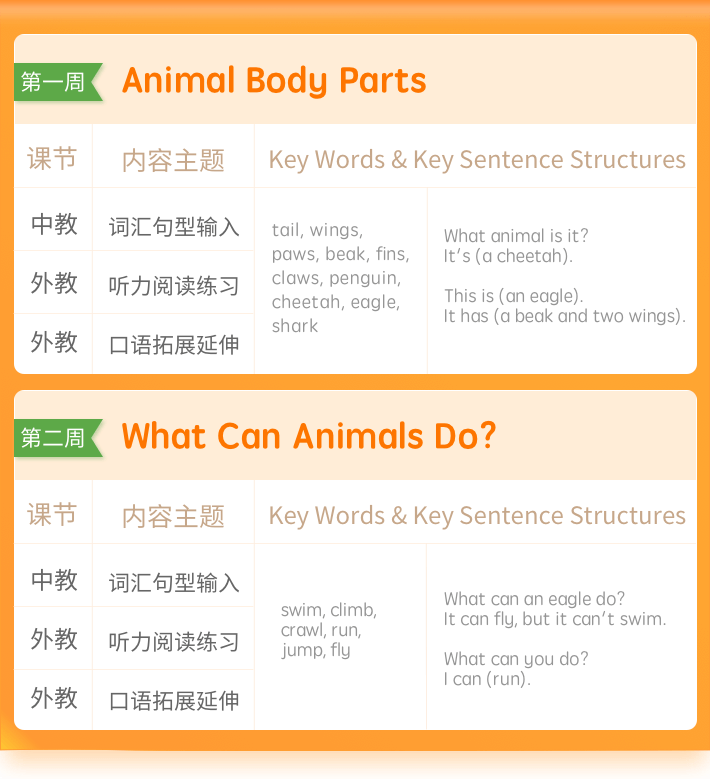 第一周
Animal Body Parts
课节
内容主题
Key Words & Key Sentence Structures
中教
词汇句型输入
外教
听力阅读练习
外教
口语拓展延伸
tail, wings,
paws, beak, fins,
claws, penguin,
cheetah, eagle,
shark
What animal is it?
It's (a cheetah).
This is (an eagle).
It has (a beak and two wings).
第二周
What Can Animals Do?
课节
内容主题
Key Words & Key Sentence Structures
中教
词汇句型输入
外教
听力阅读练习
外教
口语拓展延伸
swim, climb,
crawl, run,
jump, fly
What can an eagle do?
It can fly, but it can't swim.
What can you do?
I can (run).